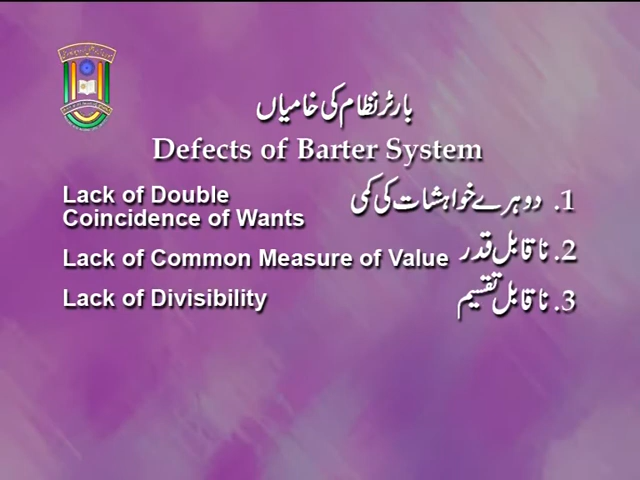 بارٹر نظام کی خامیاں
Defects of Barter System
1. دوہرے خواہشات کی کمی
Lack of Double
Coincidence of Wants
2. ناقابل قدر
Lack of Common Measure of Value
3. ناقابل تقسیم
Lack of Divisibility